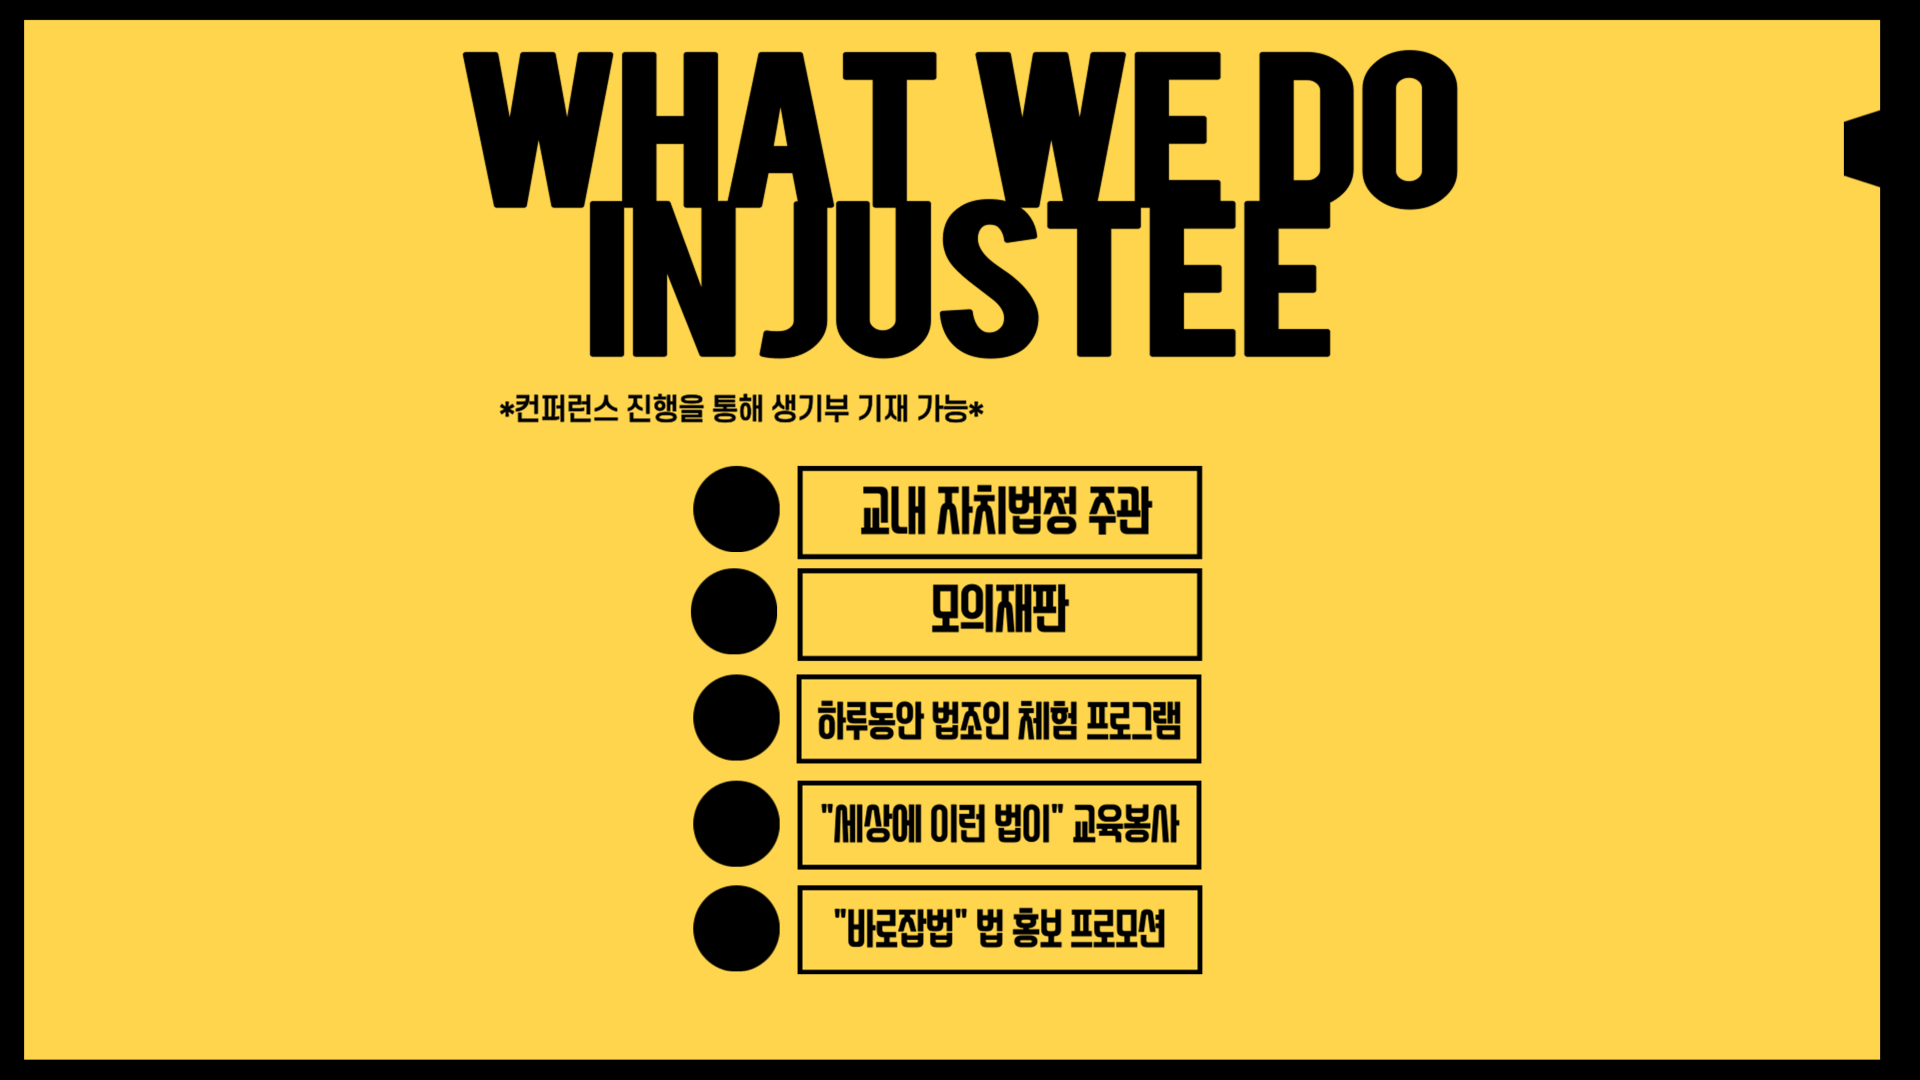 WHAT WE DO
IN JUSTEE
*컨퍼런스 진행을 통해 생기부 기재 가능*
교내 자치법정 주관
모의재판
하루동안 법조인 체험 프로그램
"세상에 이런 법이" 교육봉사
"바로잡법" 법 홍보 프로모션